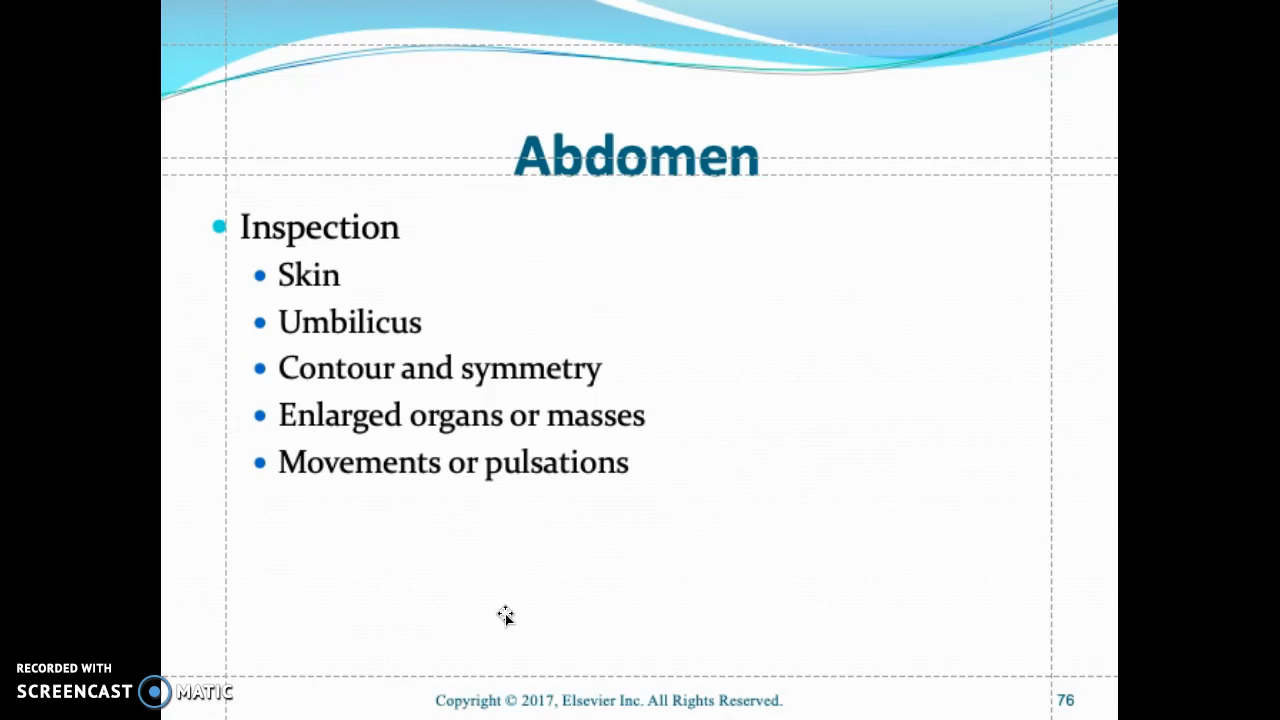 Abdomen
Inspection
Skin
Umbilicus
Contour and symmetry
Enlarged organs or masses
Movements or pulsations
RECORDED WITH
SCREENCAST MATIC
Copyright © 2017, Elsevier Inc. All Rights Reserved.
76